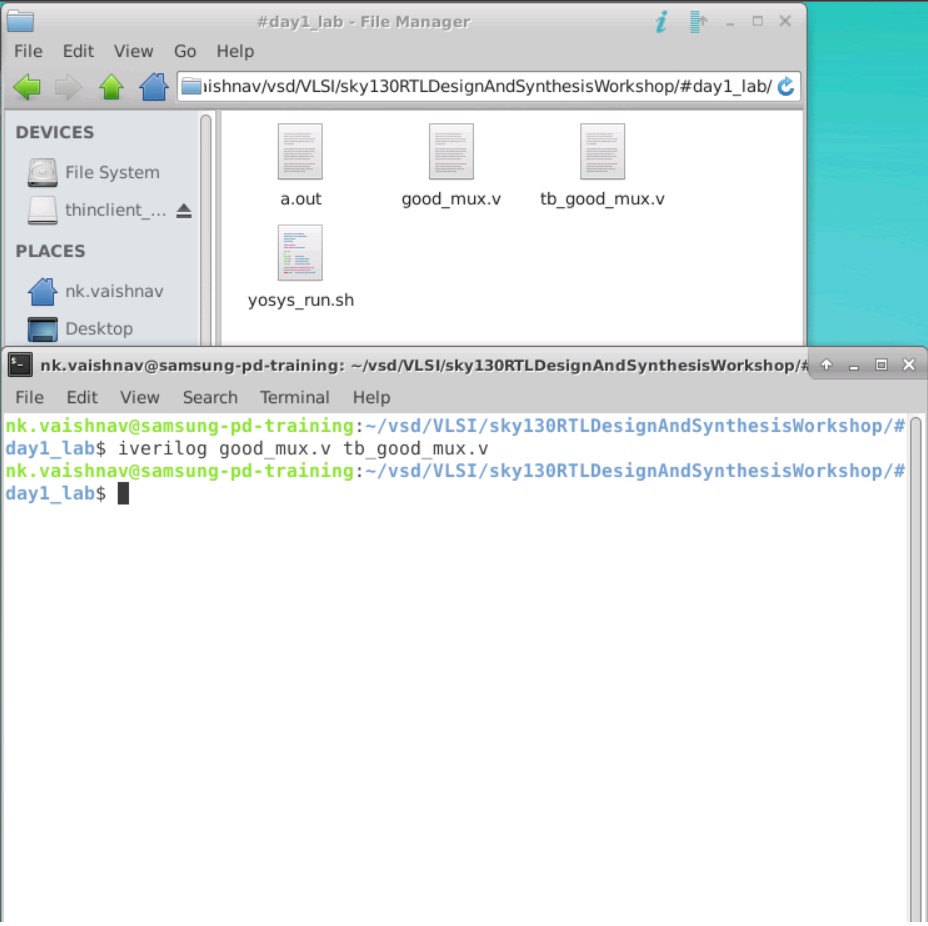 #day1_lab - File Manager
File Edit View Go Help
ishnav/vsd/VLSI/sky130RTLDesignAndSynthesisWorkshop/#day1_lab/
DEVICES
File System
thinclient_...
PLACES
nk.vaishnav
Desktop
a.out good_mux.v tb_good_mux.v
yosys_run.sh
nk.vaishnav@samsung-pd-training: ~/vsd/VLSI/sky130RTLDesignAndSynthesisWorkshop/#
File Edit View Search Terminal Help
nk.vaishnav@samsung-pd-training:~/vsd/VLSI/sky130RTLDesignAndSynthesisWorkshop/#
day1_lab$ iverilog good_mux.v tb_good_mux.v
nk.vaishnav@samsung-pd-training:~/vsd/VLSI/sky130RTLDesignAndSynthesisWorkshop/#
day1_lab$